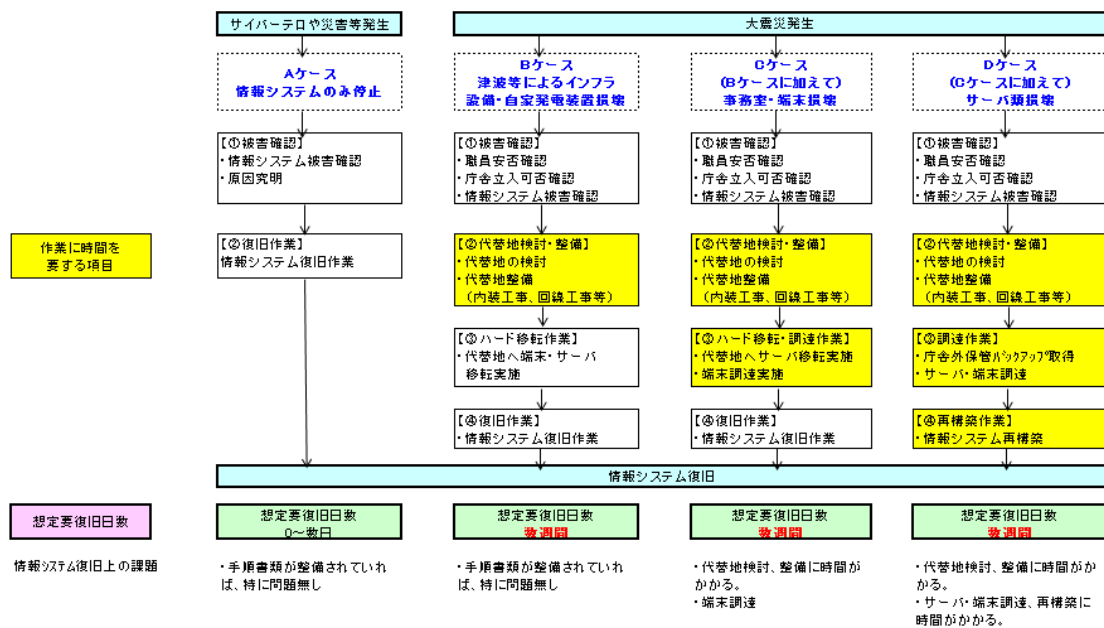 サイバーテロや災害等発生
大震災発生
Aケース
情報システムのみ停止
Bケース
津波等によるインフラ
設備・自家発電装置損壊
Cケース
(Bケースに加えて)
事務室・端末損壊
Dケース
(Cケースに加えて)
サーバ類損壊
【①被害確認】
・情報システム被害確認
・原因究明
【①被害確認】
・職員安否確認
・庁舎立入可否確認
・情報システム被害確認
【①被害確認】
・職員安否確認
・庁舎立入可否確認
・情報システム被害確認
【①被害確認】
・職員安否確認
・庁舎立入可否確認
・情報システム被害確認
作業に時間を
要する項目
【②復旧作業】
情報システム復旧作業
【②代替地検討・整備】
・代替地の検討
・代替地整備
(内装工事、回線工事等)
【②代替地検討・整備】
・代替地の検討
・代替地整備
(内装工事、回線工事等)
【②代替地検討・整備】
・代替地の検討
・代替地整備
(内装工事、回線工事等)
【③ハード移転作業】
・代替地へ端末・サーバ
移転実施
【③ハード移転・調達作業】
・代替地へサーバ移転実施
・端末調達実施
【③調達作業】
・庁舎外保管バックアップ取得
・サーバ・端末調達
【④復旧作業】
・情報システム復旧作業
【④復旧作業】
・情報システム復旧作業
【④再構築作業】
・情報システム再構築
情報システム復旧
想定要復旧日数
想定要復旧日数
0～数日
想定要復旧日数
数週間
想定要復旧日数
数週間
想定要復旧日数
数週間
情報システム復旧上の課題
・手順書類が整備されていれ
ば、特に問題無し
・手順書類が整備されていれ
ば、特に問題無し
・代替地検討、整備に時間が
かかる。
・端末調達
・代替地検討、整備に時間がか
かる。
・サーバ・端末調達、再構築に
時間がかかる。